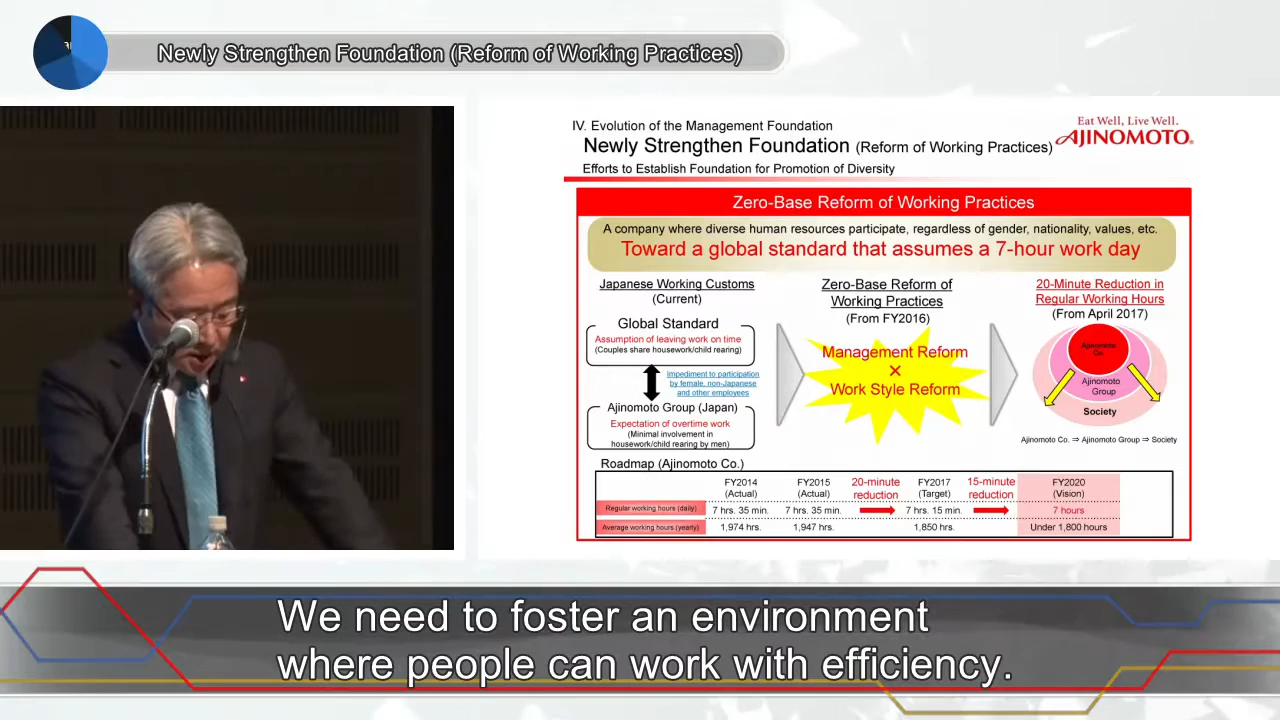 Newly Strengthen Foundation (Reform of Working Practices)
IV. Evolution of the Management Foundation
Newly Strengthen Foundation (Reform of Working Practices)
Efforts to Establish Foundation for Promotion of Diversity
Eat Well, Live Well.
AJINOMOTO®
Zero-Base Reform of Working Practices
A company where diverse human resources participate, regardless of gender, nationality, values, etc.
Toward a global standard that assumes a 7-hour work day
Japanese Working Customs
(Current)
Global Standard
Assumption of leaving work on time
(Couples share housework/child rearing)
Impediment to participation
by female, non-Japanese
and other employees
Ajinomoto Group (Japan)
Expectation of overtime work
(Minimal involvement in
housework/child rearing by men)
Zero-Base Reform of
Working Practices
(From FY2016)
Management Reform
×
Work Style Reform
20-Minute Reduction in
Regular Working Hours
(From April 2017)
Ajinomoto
Co.
Ajinomoto
Group
Society
Ajinomoto Co. ⇒ Ajinomoto Group ⇒ Society
Roadmap (Ajinomoto Co.)
FY2014 (Actual) FY2015 (Actual) 20-minute reduction FY2017 (Target) 15-minute reduction FY2020 (Vision)
Regular working hours (daily) 7 hrs. 35 min. 7 hrs. 35 min. 7 hrs. 15 min. 7 hours
Average working hours (yearly) 1,974 hrs. 1,947 hrs. 1,850 hrs. Under 1,800 hours
We need to foster an environment
where people can work with efficiency.